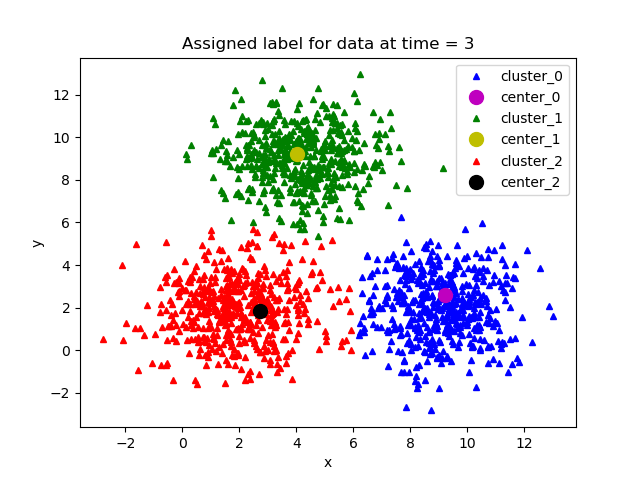 Assigned label for data at time = 3
cluster_0
center_0
cluster_1
center_1
cluster_2
center_2
12
10
8
6
4
2
0
−2
y
−2 0 2 4 6 8 10 12
x